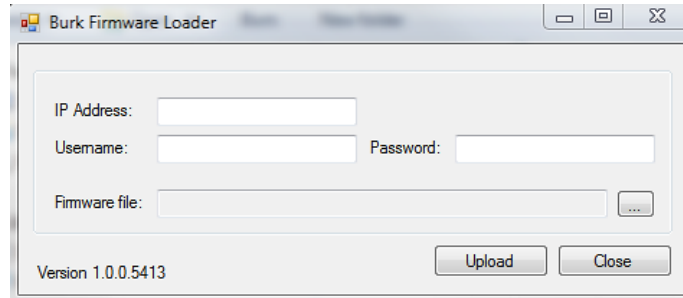 Burk Firmware Loader
IP Address:
Username:
Password:
Firmware file:
...
Upload
Close
Version 1.0.0.5413